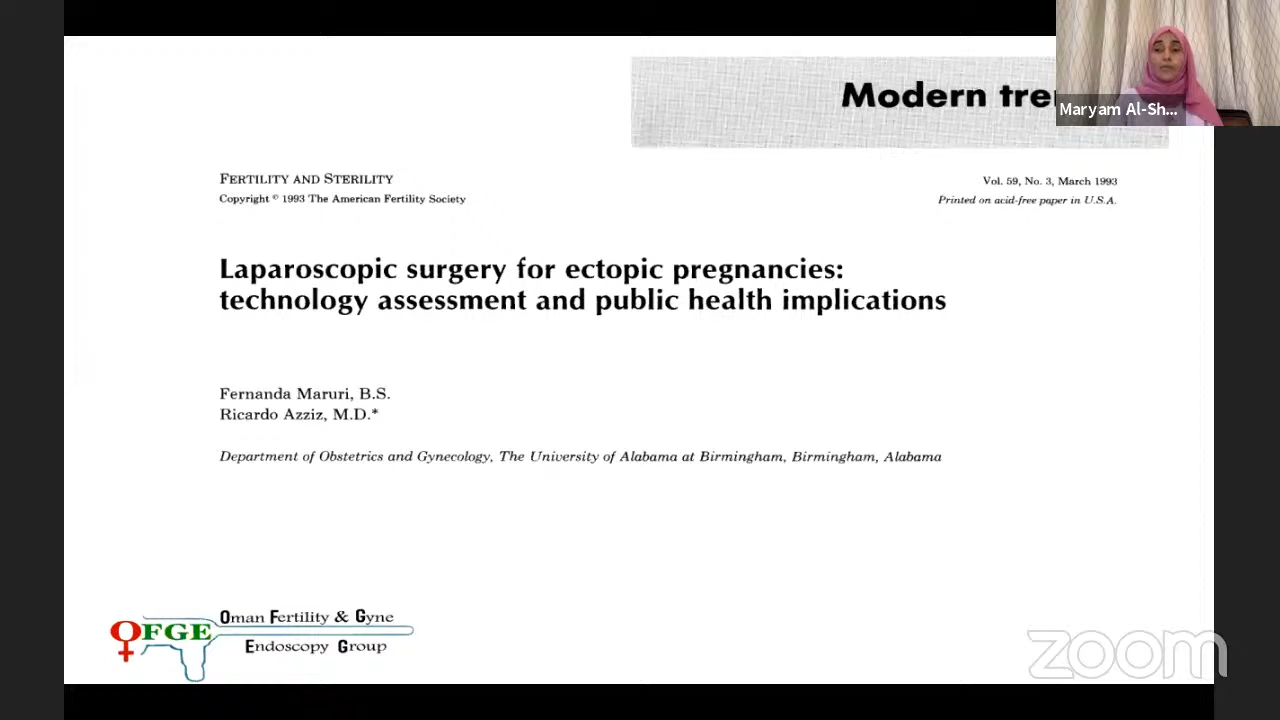 Modern tre
Maryam Al-Sh...
FERTILITY AND STERILITY
Copyright © 1993 The American Fertility Society
Vol. 59, No. 3, March 1993
Printed on acid-free paper in U.S.A.
Laparoscopic surgery for ectopic pregnancies:
technology assessment and public health implications
Fernanda Maruri, B.S.
Ricardo Azziz, M.D.*
Department of Obstetrics and Gynecology, The University of Alabama at Birmingham, Birmingham, Alabama
OFGE
Oman Fertility & Gyne
Endoscopy Group
zoom